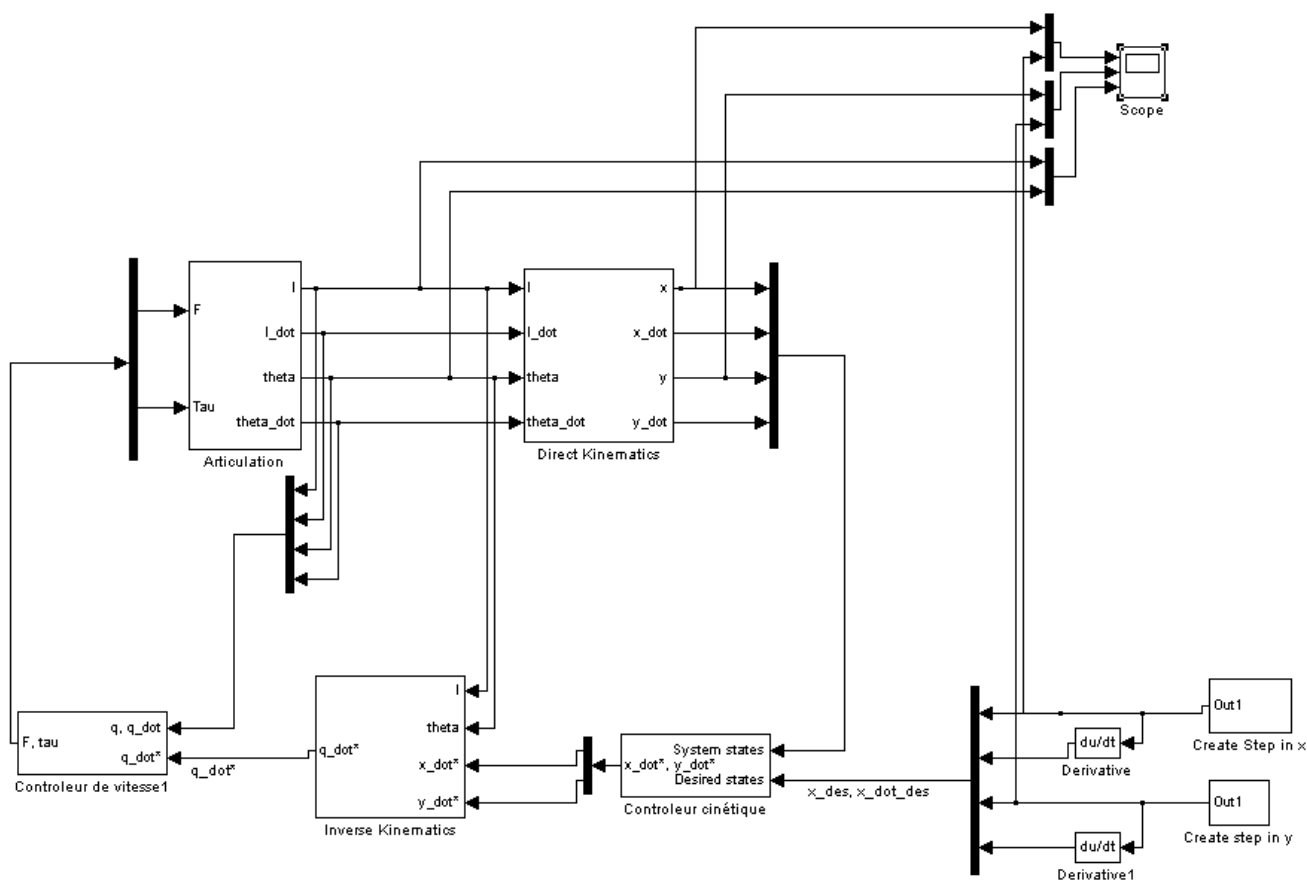 Scope
l
F
l_dot
theta
Tau
theta_dot
Articulation
l
x
l_dot
x_dot
theta
y
theta_dot
y_dot
Direct Kinematics
F, tau
q, q_dot
q_dot*
Controleur de vitesse1
q_dot*
l
theta
q_dot*
x_dot*
y_dot*
Inverse Kinematics
System states
x_dot*, y_dot*
Desired states
Controleur cinétique
x_des, x_dot_des
Out1
Create Step in x
du/dt
Derivative
Out1
Create step in y
du/dt
Derivative1